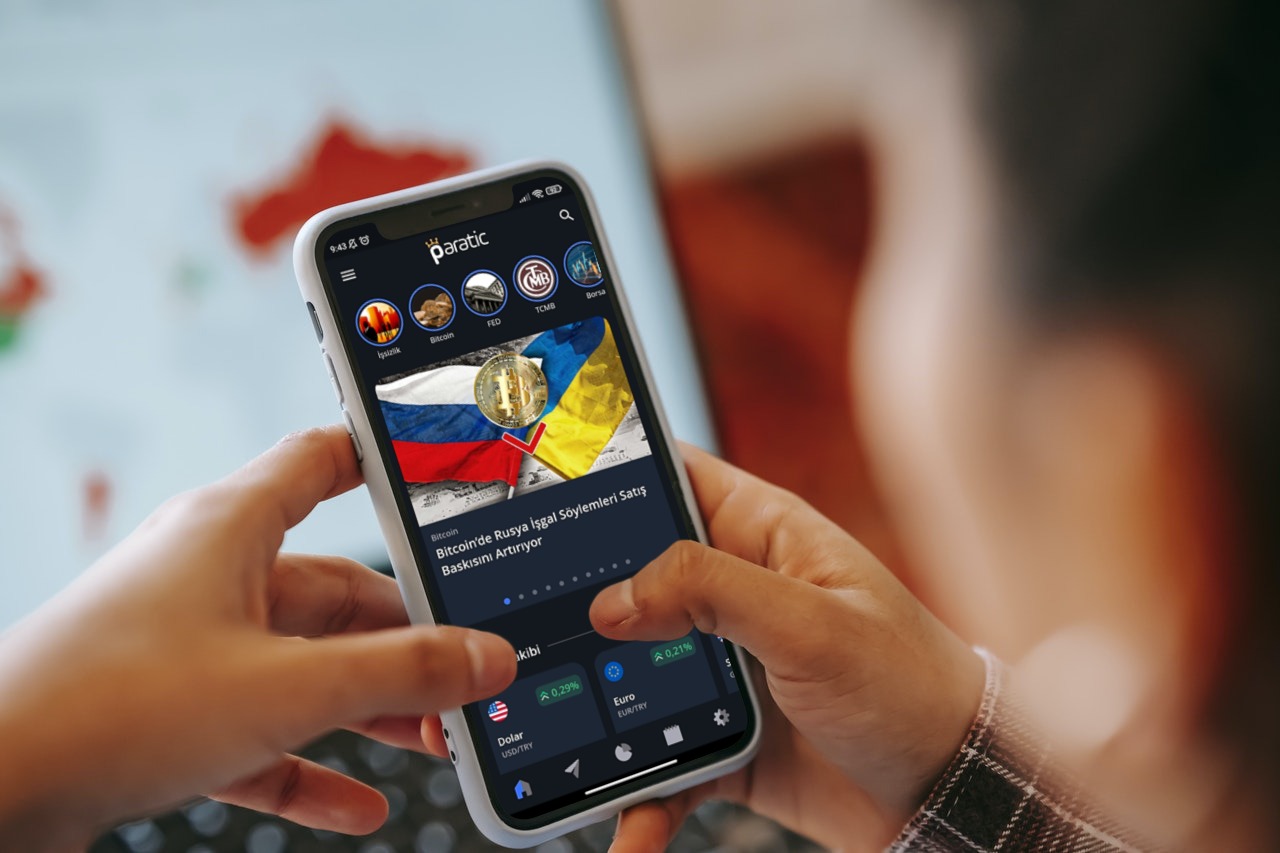 9:43
paratic
İşsizlik
Bitcoin
FED
TCMB
Borsa
Bitcoin
Bitcoin'de Rusya İşgal Söylemleri Satış
Baskısını Artırıyor
kibi
0,29%
0,21%
Dolar
USD/TRY
Euro
EUR/TRY